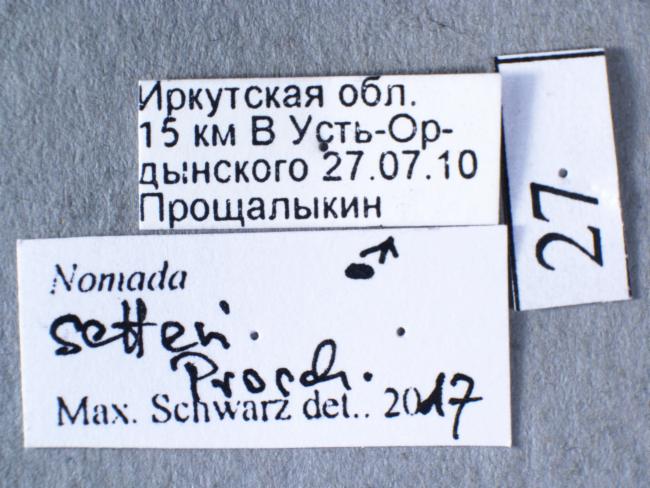 Иркутская обл.
15 км В Усть-Ор-
дынского 27.07.10
Прощалыкин
27
Nomada ♂
setteri
Prosch.
Max. Schwarz det.. 2017